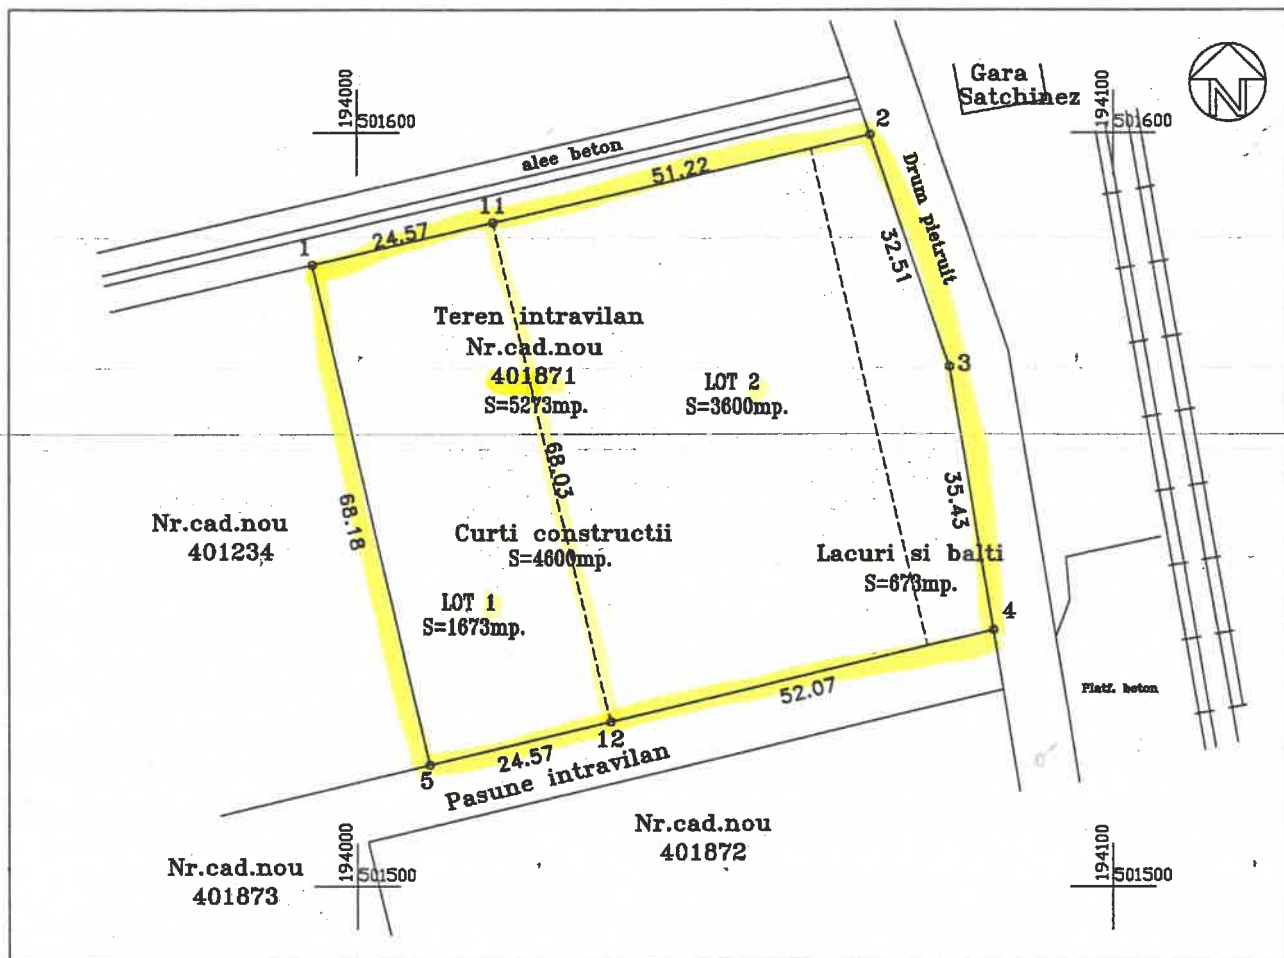 Gara
Satchinez
N
194000
501600
194100
501600
2
alee beton
51.22
Drum pietruit
11
24.57
1
32.51
Teren intravilan
Nr.cad.nou
401871
S=5273mp.
3
LOT 2
S=3600mp.
68.03
35.43
68.18
Nr.cad.nou
401234
Curti constructii
S=4600mp.
Lacuri si balti
S=673mp.
LOT 1
S=1673mp.
4
Platf. beton
52.07
12
24.57
5
Pasune intravilan
Nr.cad.nou
401872
194000
501500
194100
501500
Nr.cad.nou
401873